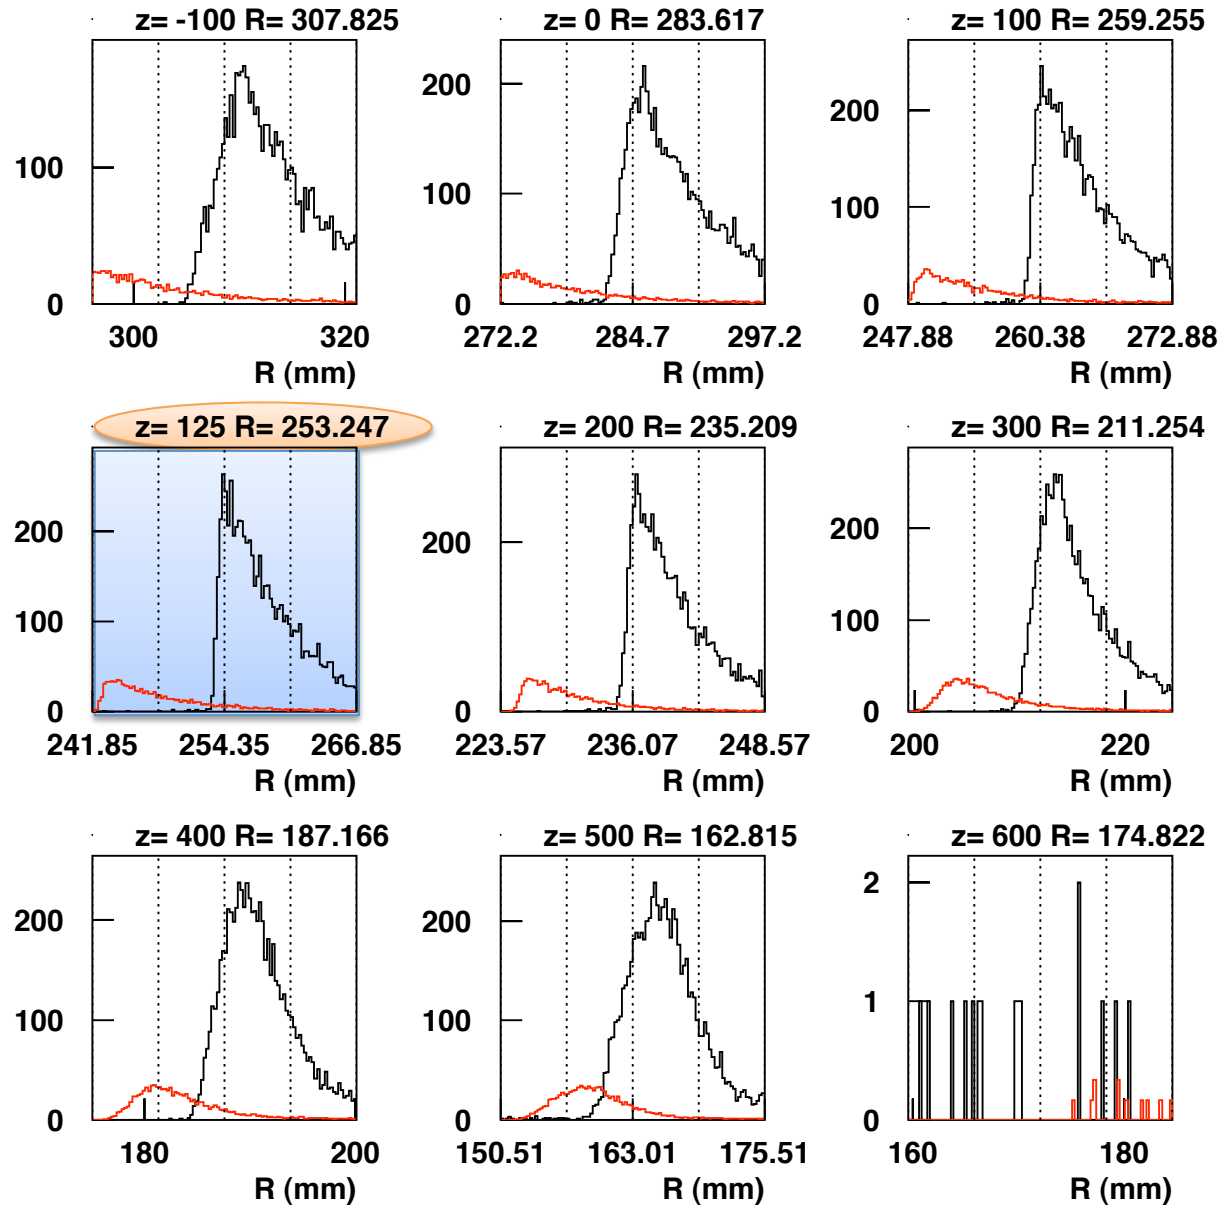 z= -100 R= 307.825
z= 0 R= 283.617
z= 100 R= 259.255
100
0
200
100
0
200
100
0
300 320
272.2 284.7 297.2
247.88 260.38 272.88
R (mm)
R (mm)
R (mm)
z= 125 R= 253.247
z= 200 R= 235.209
z= 300 R= 211.254
200
100
0
200
0
200
100
0
241.85 254.35 266.85
223.57 236.07 248.57
200 220
R (mm)
R (mm)
R (mm)
z= 400 R= 187.166
z= 500 R= 162.815
z= 600 R= 174.822
200
100
0
200
100
0
2
1
0
180 200
150.51 163.01 175.51
160 180
R (mm)
R (mm)
R (mm)